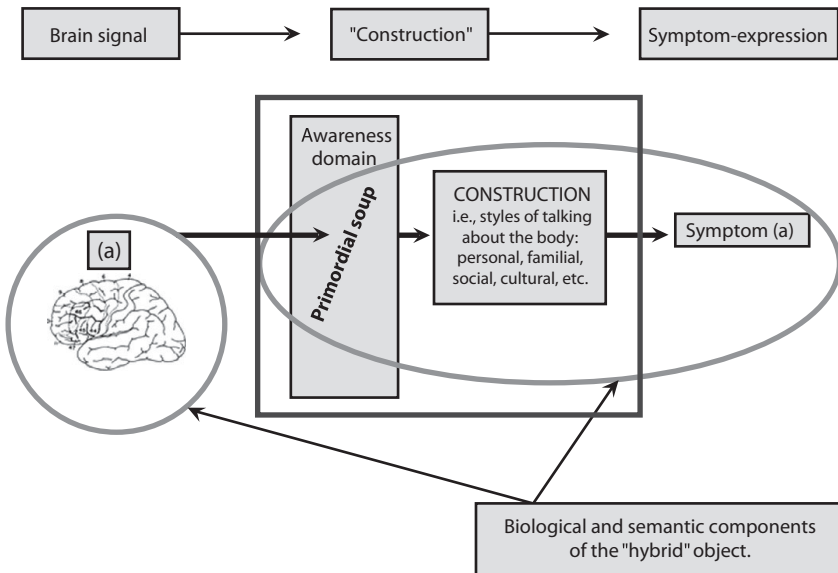 Brain signal
"Construction"
Symptom-expression
Awareness
domain
Primordial soup
(a)
CONSTRUCTION
i.e., styles of talking
about the body:
personal, familial,
social, cultural, etc.
Symptom (a)
Biological and semantic components
of the "hybrid" object.